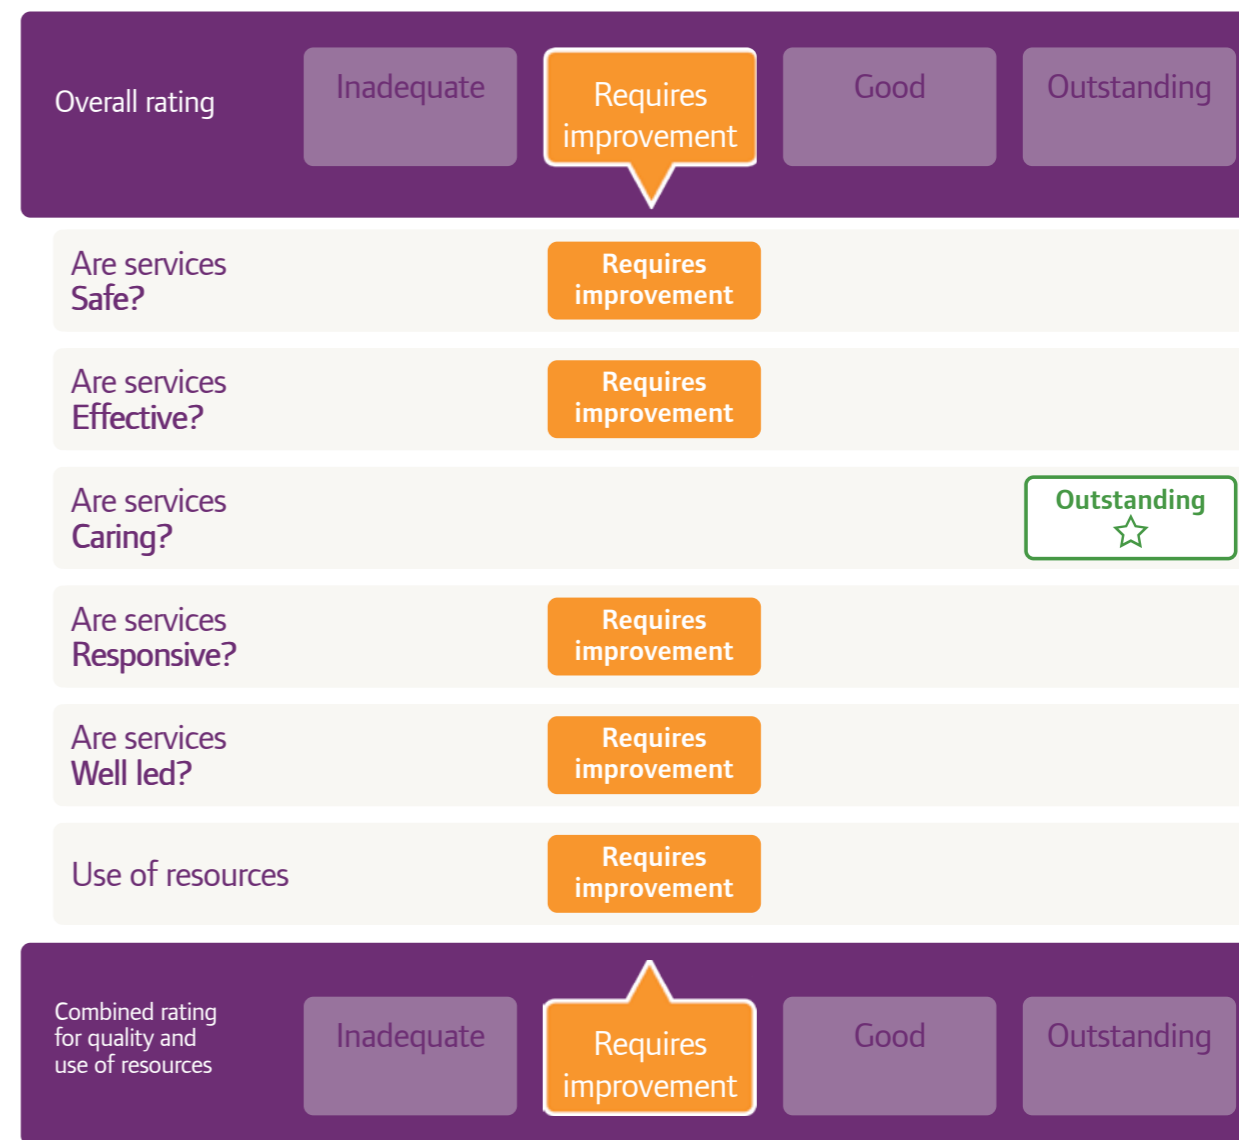 Overall rating
Inadequate
Requires
improvement
Good
Outstanding
Are services
Safe?
Requires
improvement
Are services
Effective?
Requires
improvement
Are services
Caring?
Outstanding
Are services
Responsive?
Requires
improvement
Are services
Well led?
Requires
improvement
Use of resources
Requires
improvement
Combined rating
for quality and
use of resources
Inadequate
Requires
improvement
Good
Outstanding